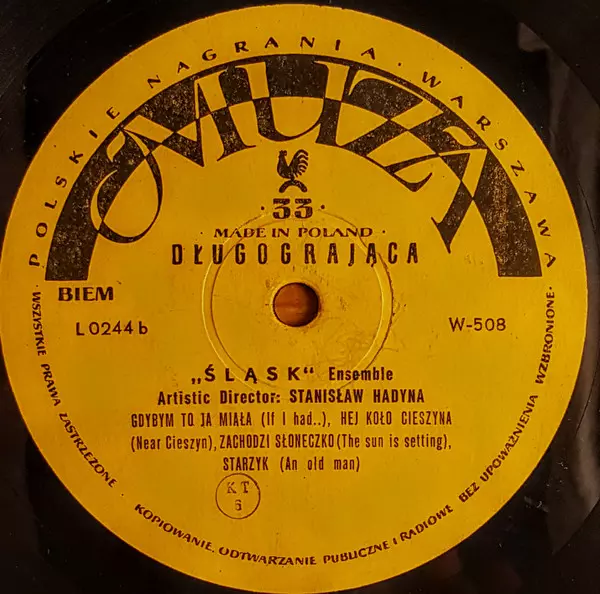 POLSKIE NAGRANIA · WARSZAWA
MUZA
· 33 ·
· MADE IN POLAND ·
DŁUGOGRAJĄCA
BIEM
L 0244 b
W-508
„ŚLĄSK“ Ensemble
Artistic Director: STANISŁAW HADYNA
GDYBYM TO JA MIAŁA (If I had..), HEJ KOŁO CIESZYNA
(Near Cieszyn), ZACHODZI SŁONECZKO (The sun is setting),
STARZYK (An old man)
K T
6
· WSZYSTKIE PRAWA ZASTRZEŻONE · KOPIOWANIE, ODTWARZANIE PUBLICZNE I RADIOWE BEZ UPOWAŻNIENIA WZBRONIONE ·